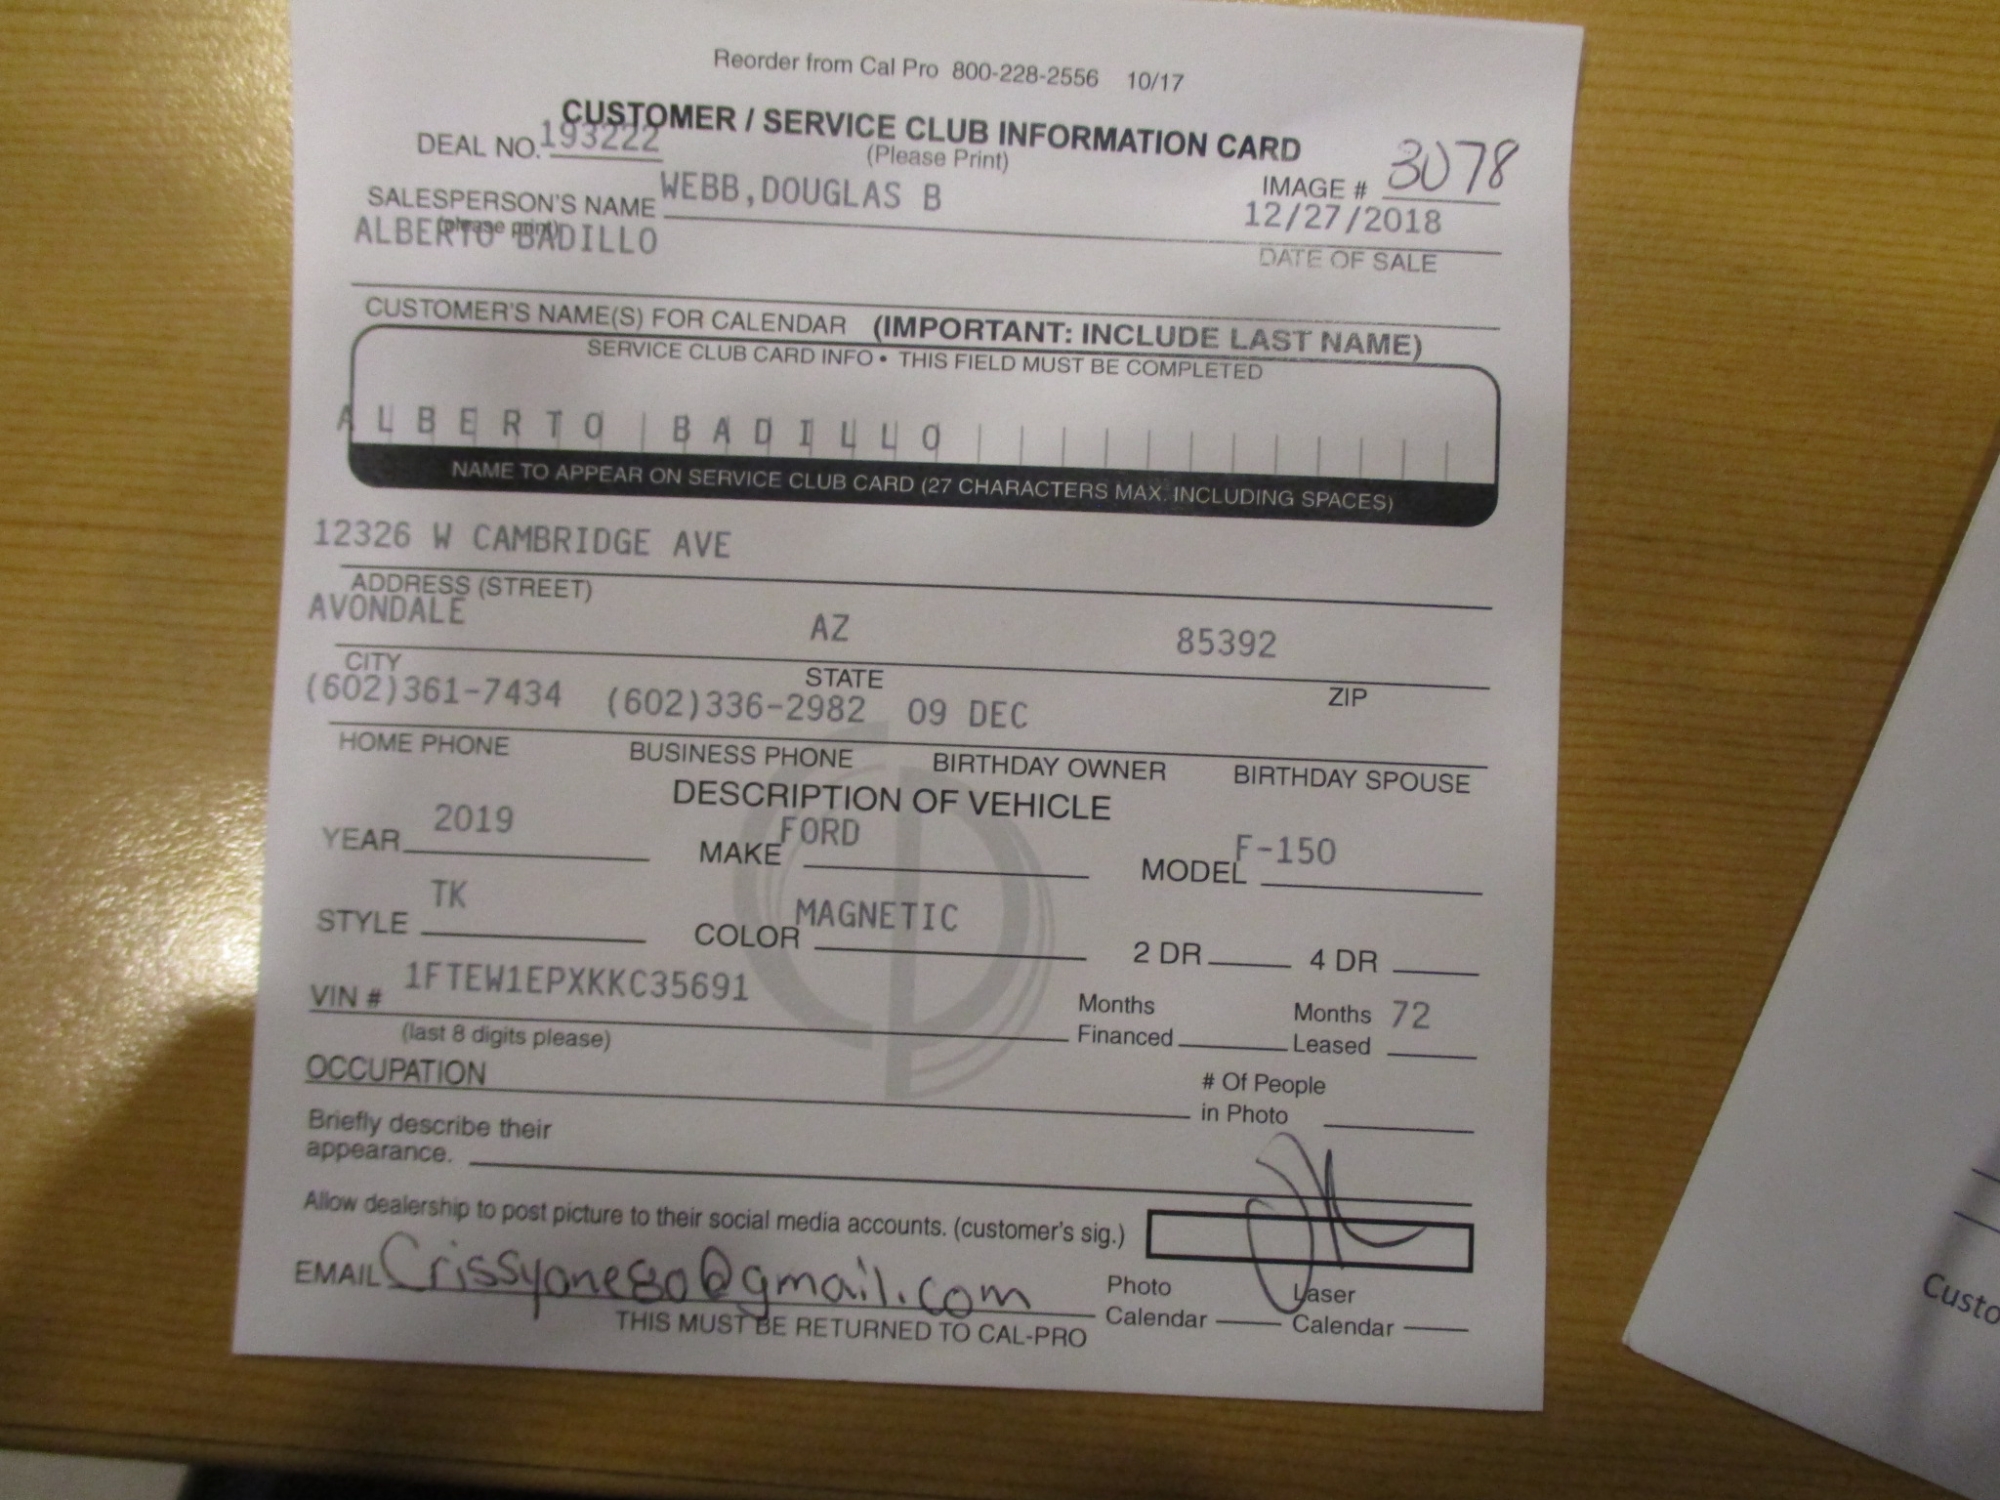 Reorder from Cal Pro 800-228-2556 10/17
CUSTOMER / SERVICE CLUB INFORMATION CARD
(Please Print)
DEAL NO. 193222
IMAGE # 3078
SALESPERSON'S NAME WEBB,DOUGLAS B
(please print)
12/27/2018
DATE OF SALE
ALBERTO BADILLO
CUSTOMER'S NAME(S) FOR CALENDAR (IMPORTANT: INCLUDE LAST NAME)
SERVICE CLUB CARD INFO • THIS FIELD MUST BE COMPLETED
ALBERTO BADILLO
NAME TO APPEAR ON SERVICE CLUB CARD (27 CHARACTERS MAX. INCLUDING SPACES)
12326 W CAMBRIDGE AVE
ADDRESS (STREET)
AVONDALE AZ 85392
CITY STATE ZIP
(602)361-7434 (602)336-2982 09 DEC
HOME PHONE BUSINESS PHONE BIRTHDAY OWNER BIRTHDAY SPOUSE
DESCRIPTION OF VEHICLE
YEAR 2019 MAKE FORD MODEL F-150
STYLE TK COLOR MAGNETIC 2 DR 4 DR
VIN # 1FTEW1EPXKKC35691
(last 8 digits please)
Months Financed
Months Leased 72
OCCUPATION
# Of People in Photo
Briefly describe their
appearance.
Allow dealership to post picture to their social media accounts. (customer's sig.)
EMAIL Crissyone80@gmail.com
Photo Calendar
Laser Calendar
THIS MUST BE RETURNED TO CAL-PRO
Custo